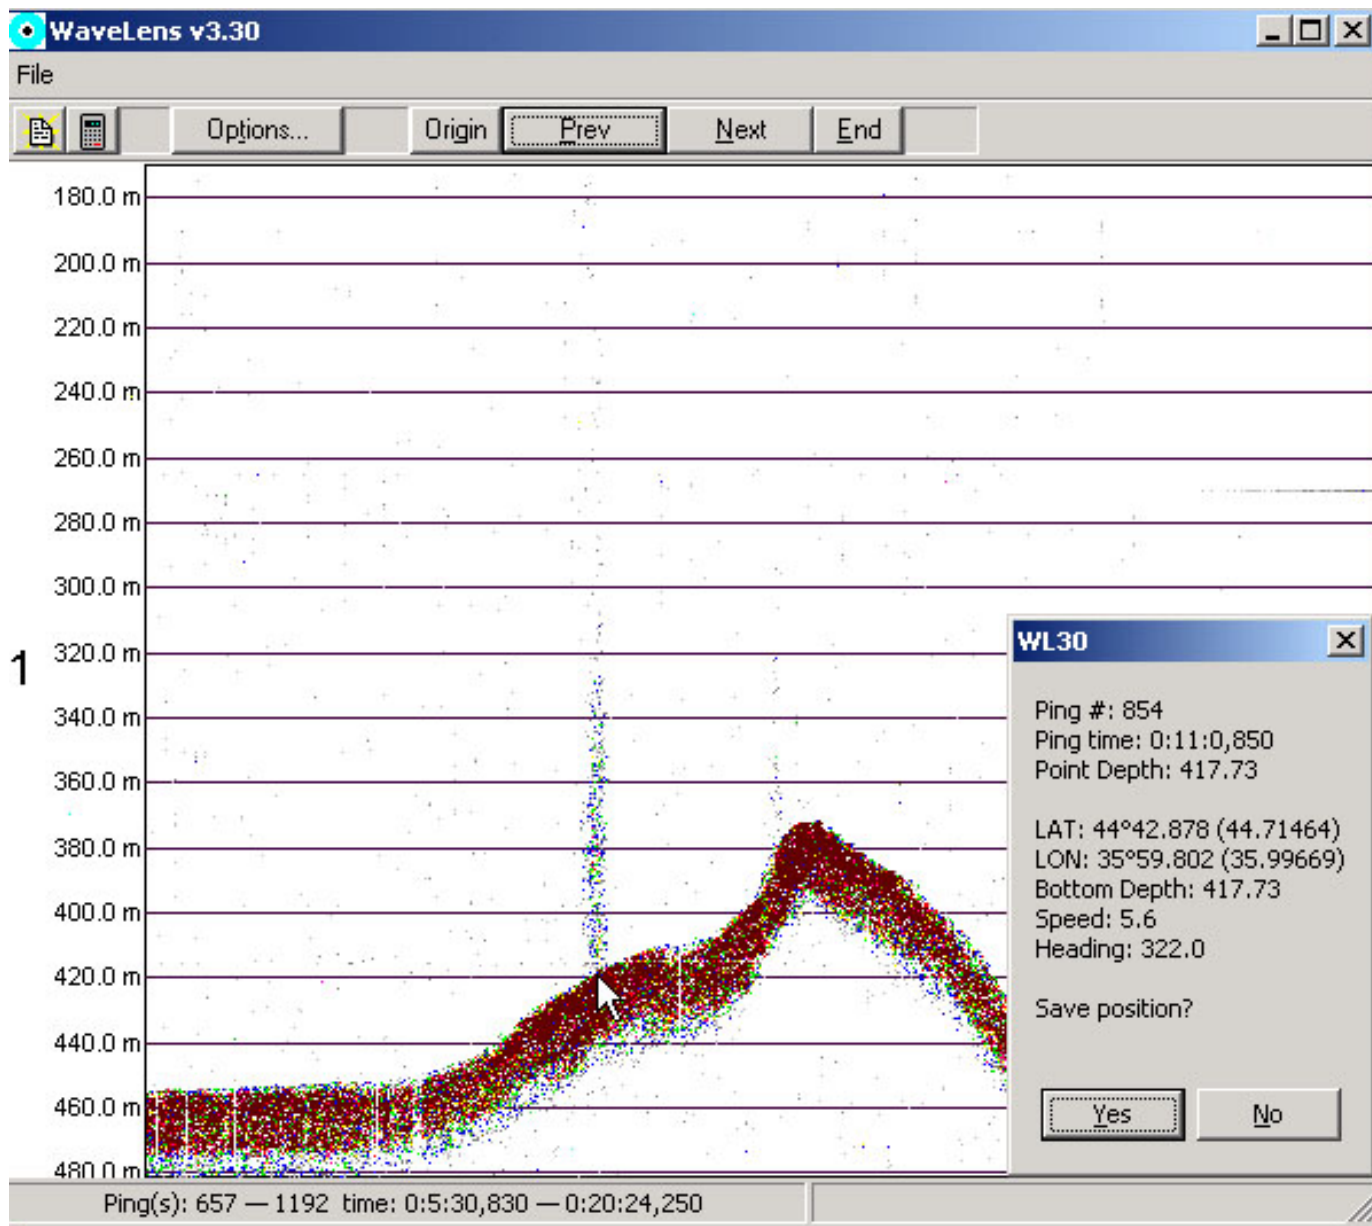 WaveLens v3.30
File
Options... Origin Prev Next End
180.0 m
200.0 m
220.0 m
240.0 m
260.0 m
280.0 m
300.0 m
320.0 m
1
340.0 m
360.0 m
380.0 m
400.0 m
420.0 m
440.0 m
460.0 m
480.0 m
WL30
Ping #: 854
Ping time: 0:11:0,850
Point Depth: 417.73
LAT: 44°42.878 (44.71464)
LON: 35°59.802 (35.99669)
Bottom Depth: 417.73
Speed: 5.6
Heading: 322.0
Save position?
Yes No
Ping(s): 657 — 1192 time: 0:5:30,830 — 0:20:24,250